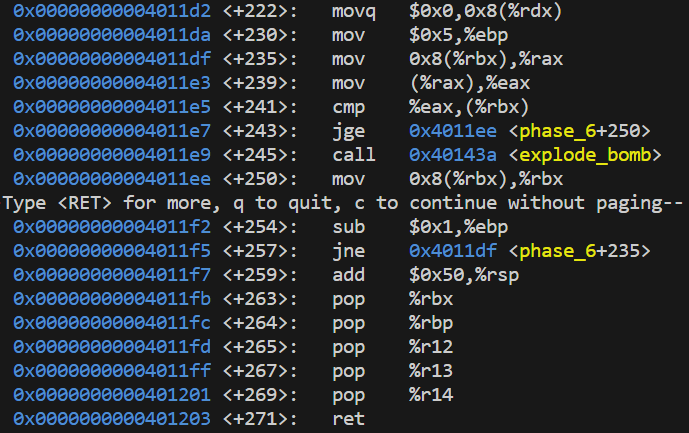 0x00000000004011d2 <+222>: movq $0x0,0x8(%rdx)
0x00000000004011da <+230>: mov $0x5,%ebp
0x00000000004011df <+235>: mov 0x8(%rbx),%rax
0x00000000004011e3 <+239>: mov (%rax),%eax
0x00000000004011e5 <+241>: cmp %eax,(%rbx)
0x00000000004011e7 <+243>: jge 0x4011ee <phase_6+250>
0x00000000004011e9 <+245>: call 0x40143a <explode_bomb>
0x00000000004011ee <+250>: mov 0x8(%rbx),%rbx
Type <RET> for more, q to quit, c to continue without paging--
0x00000000004011f2 <+254>: sub $0x1,%ebp
0x00000000004011f5 <+257>: jne 0x4011df <phase_6+235>
0x00000000004011f7 <+259>: add $0x50,%rsp
0x00000000004011fb <+263>: pop %rbx
0x00000000004011fc <+264>: pop %rbp
0x00000000004011fd <+265>: pop %r12
0x00000000004011ff <+267>: pop %r13
0x0000000000401201 <+269>: pop %r14
0x0000000000401203 <+271>: ret